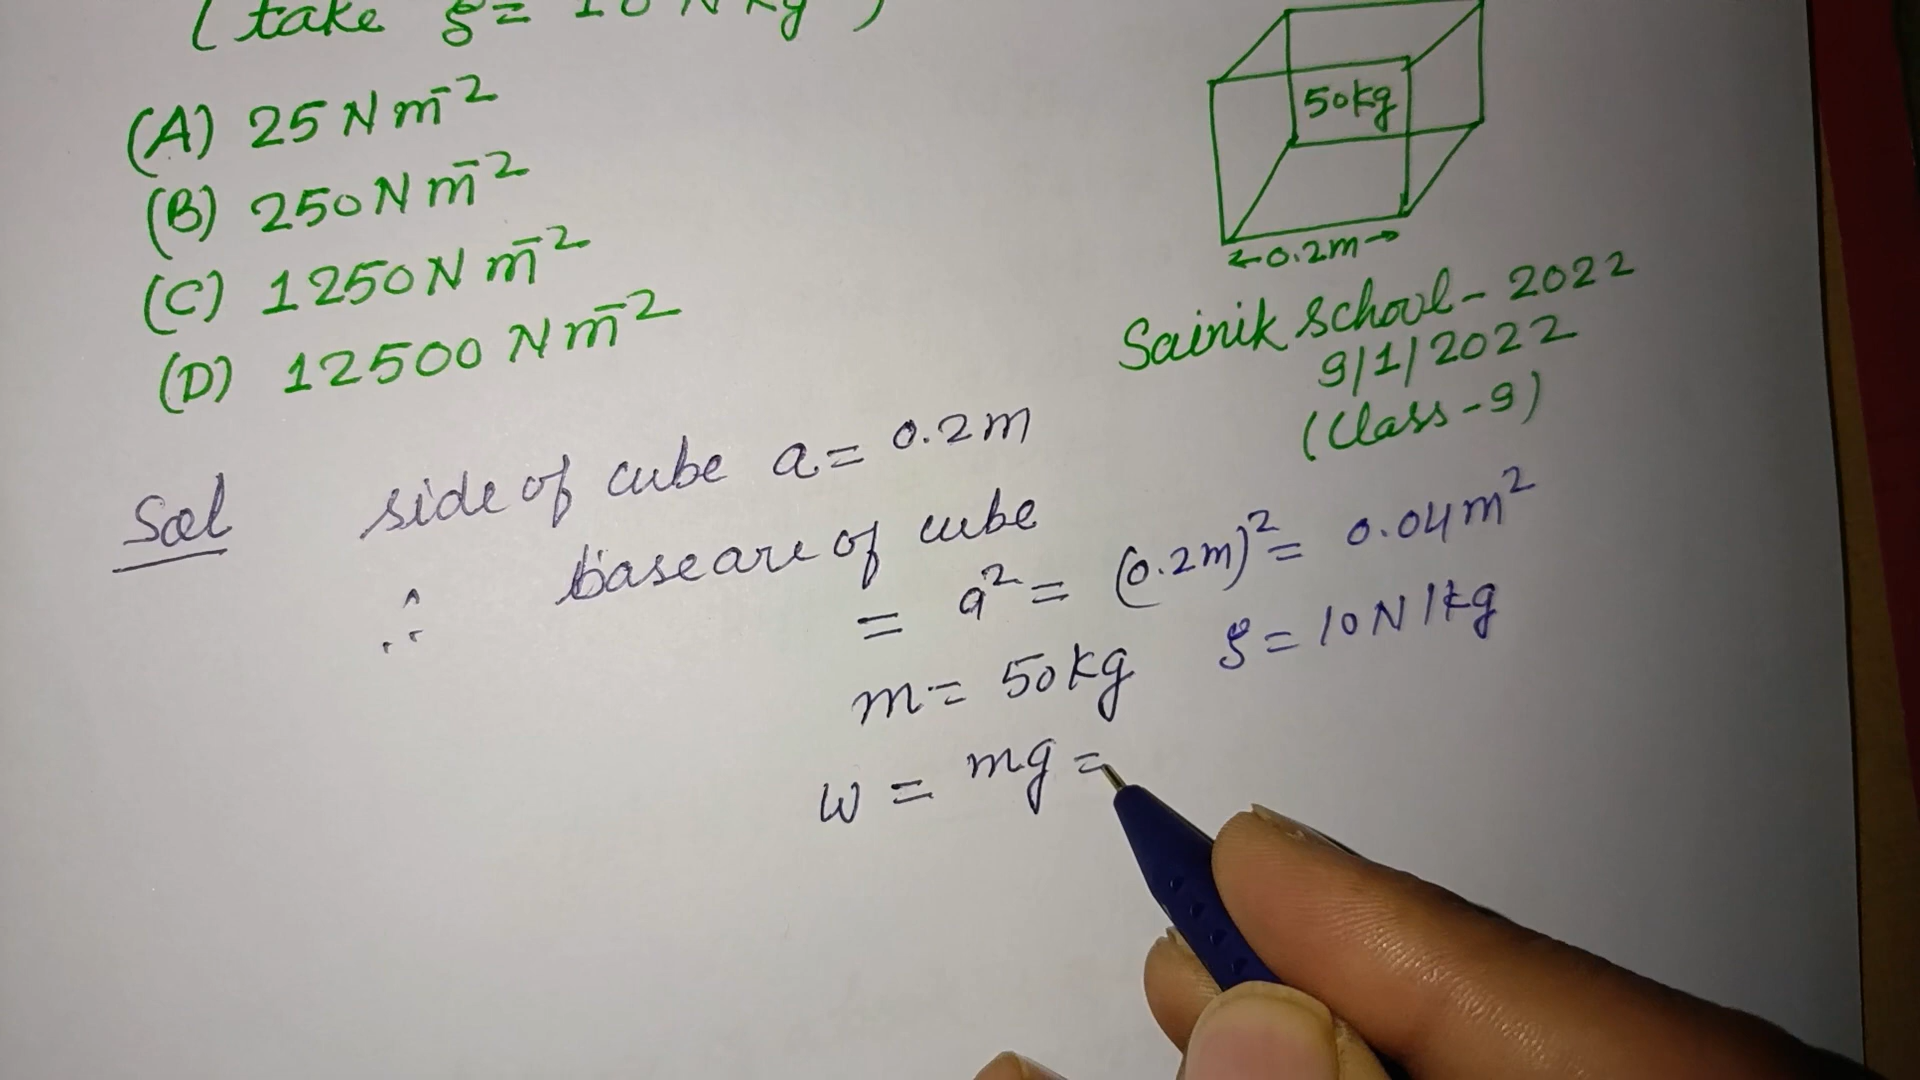 (take g = 10 N kg )
50kg
(A) 25 N m⁻²
(B) 250 N m⁻²
(C) 1250 N m⁻²
(D) 12500 N m⁻²
←0.2m→
Sainik School - 2022
9/1/2022
(Class - 9)
Sol side of cube a = 0.2m
∴ base are of cube
= a² = (0.2m)² = 0.04m²
m = 50kg g = 10N/kg
w = mg =